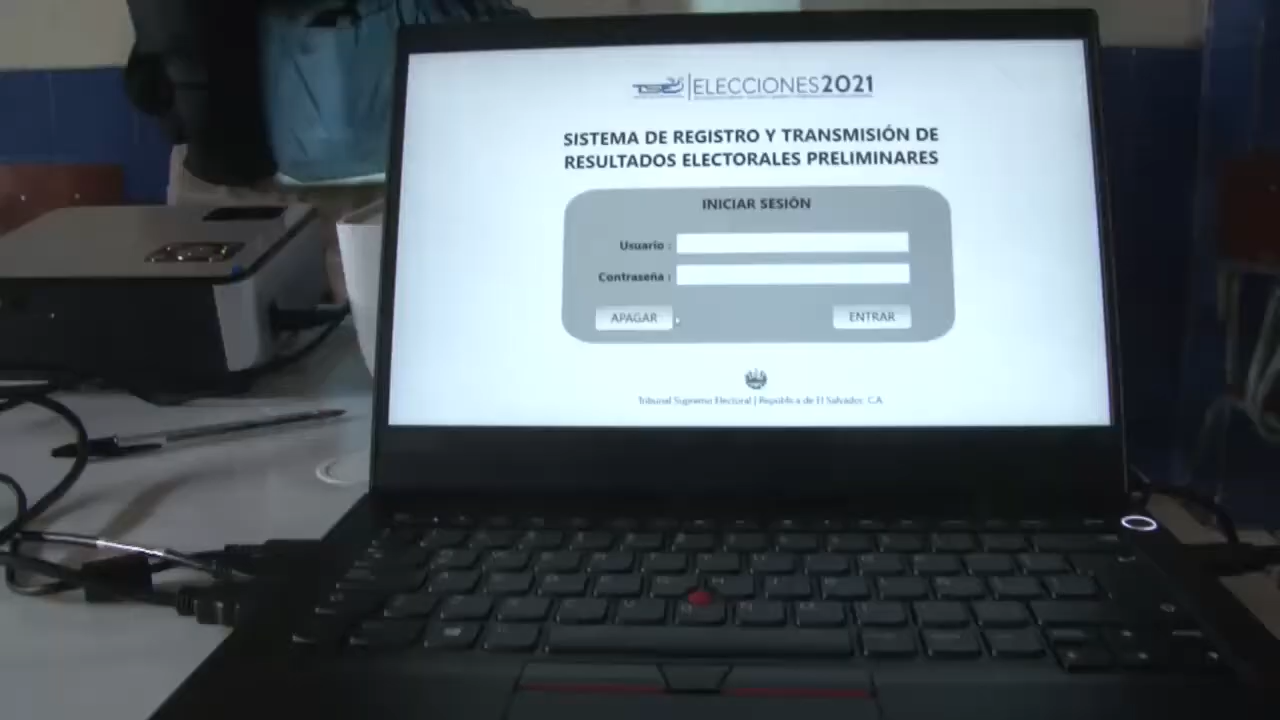 TSE ELECCIONES2021
SISTEMA DE REGISTRO Y TRANSMISIÓN DE
RESULTADOS ELECTORALES PRELIMINARES
INICIAR SESIÓN
Usuario :
Contraseña :
APAGAR ENTRAR
Tribunal Supremo Electoral | República de El Salvador. C.A.